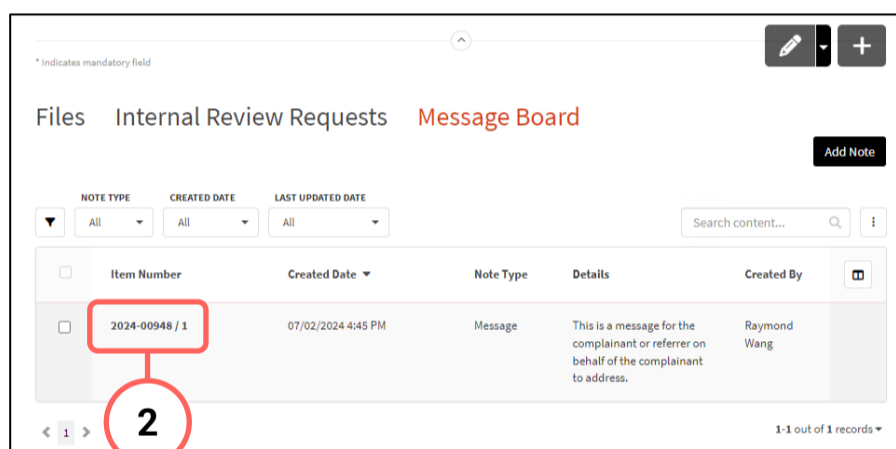 * Indicates mandatory field
Files Internal Review Requests Message Board
Add Note
NOTE TYPE CREATED DATE LAST UPDATED DATE
All All All Search content...
Item Number Created Date Note Type Details Created By
2024-00948 / 1 07/02/2024 4:45 PM Message This is a message for the Raymond
complainant or referrer on Wang
behalf of the complainant
to address.
2
1 1-1 out of 1 records